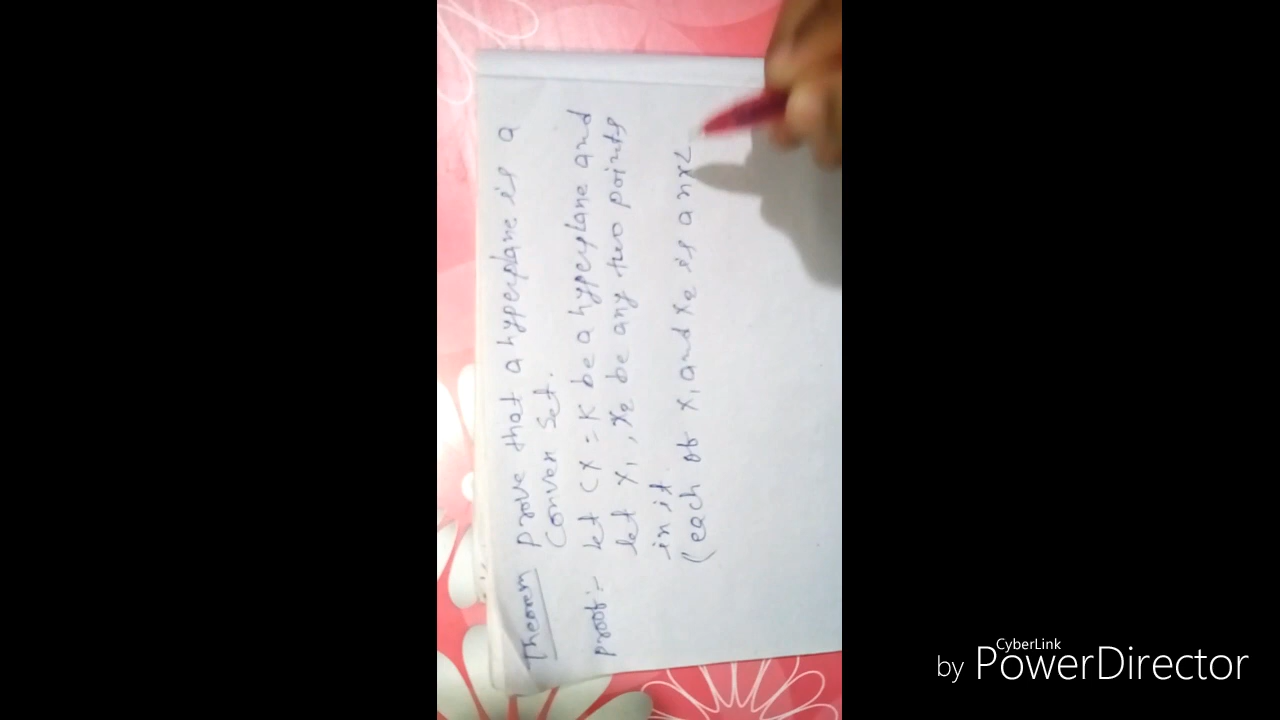 Theorem prove that a hyperplane is a
Convex Set.
proof:- let CX = K be a hyperplane and
let X1, X2 be any two points
in it
(each of X1 and X2 is a nx
by CyberLink PowerDirector